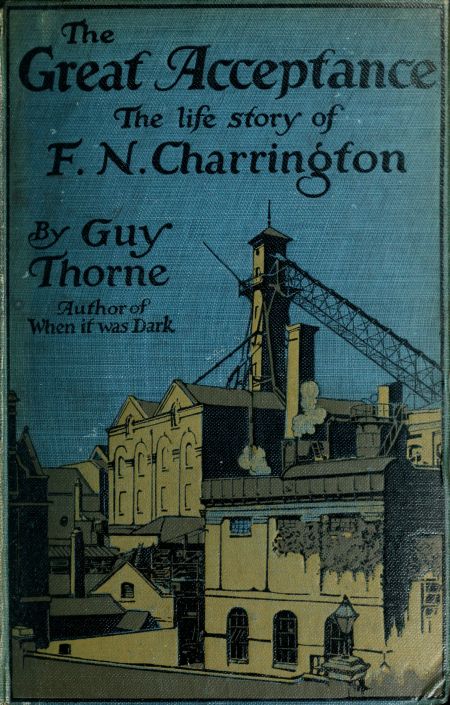 The
Great Acceptance
The life story of
F. N. Charrington
By Guy
Thorne
Author of
When it was Dark